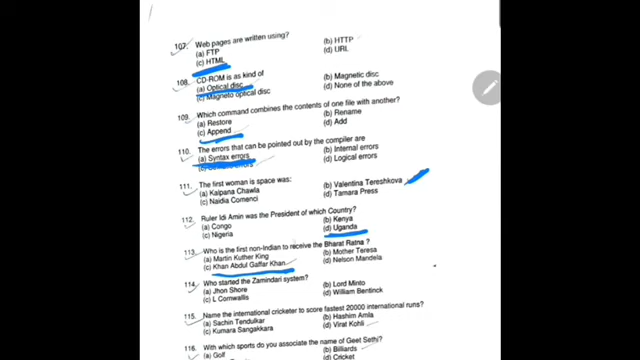 107. Web pages are written using?
(a) FTP (b) HTTP
(c) HTML (d) URL
108. CD-ROM is as kind of
(a) Optical disc (b) Magnetic disc
(c) Magneto optical disc (d) None of the above
109. Which command combines the contents of one file with another?
(a) Restore (b) Rename
(c) Append (d) Add
110. The errors that can be pointed out by the compiler are
(a) Syntax errors (b) Internal errors
(c) errors (d) Logical errors
111. The first woman is space was:
(a) Kalpana Chawla (b) Valentina Tereshkova
(c) Naidia Comenci (d) Tamara Press
112. Ruler Idi Amin was the President of which Country?
(a) Congo (b) Kenya
(c) Nigeria (d) Uganda
113. Who is the first non-Indian to receive the Bharat Ratna ?
(a) Martin Kuther King (b) Mother Teresa
(c) Khan Abdul Gaffar Khan (d) Nelson Mandela
114. Who started the Zamindari system?
(a) Jhon Shore (b) Lord Minto
(c) L Cornwallis (d) William Bentinck
115. Name the international cricketer to score fastest 20000 international runs?
(a) Sachin Tendulkar (b) Hashim Amila
(c) Kumara Sangakkara (d) Virat Kohli
116. With which sports do you associate the name of Geet Sethi?
(a) Golf (b) Billiards
(d) Cricket